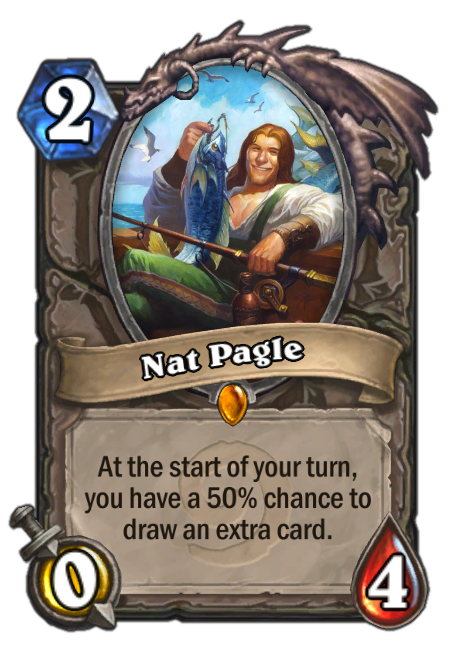 2
Nat Pagle
At the start of your turn,
you have a 50% chance to
draw an extra card.
0
4